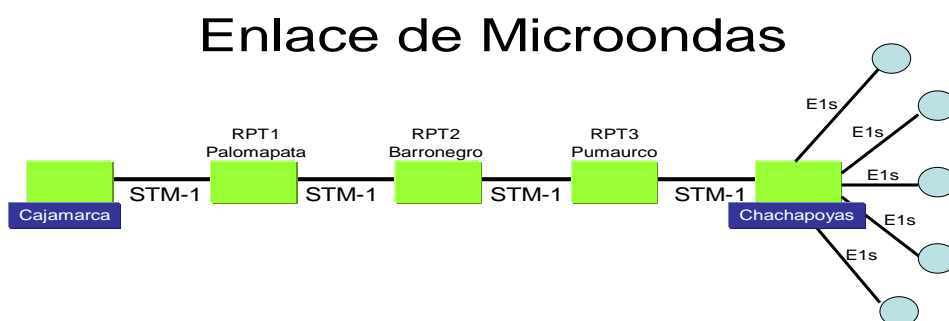 Enlace de Microondas
RPT1
Palomapata
RPT2
Barronegro
RPT3
Pumaurco
STM-1
STM-1
STM-1
STM-1
Cajamarca
Chachapoyas
E1s
E1s
E1s
E1s
E1s